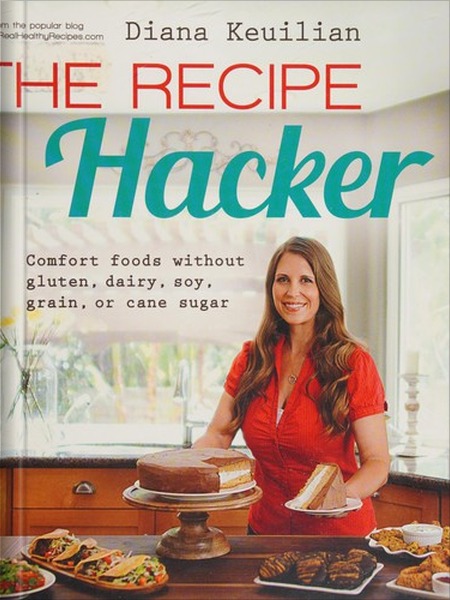 m the popular blog
RealHealthyRecipes.com
Diana Keuilian
THE RECIPE
Hacker
Comfort foods without
gluten, dairy, soy,
grain, or cane sugar